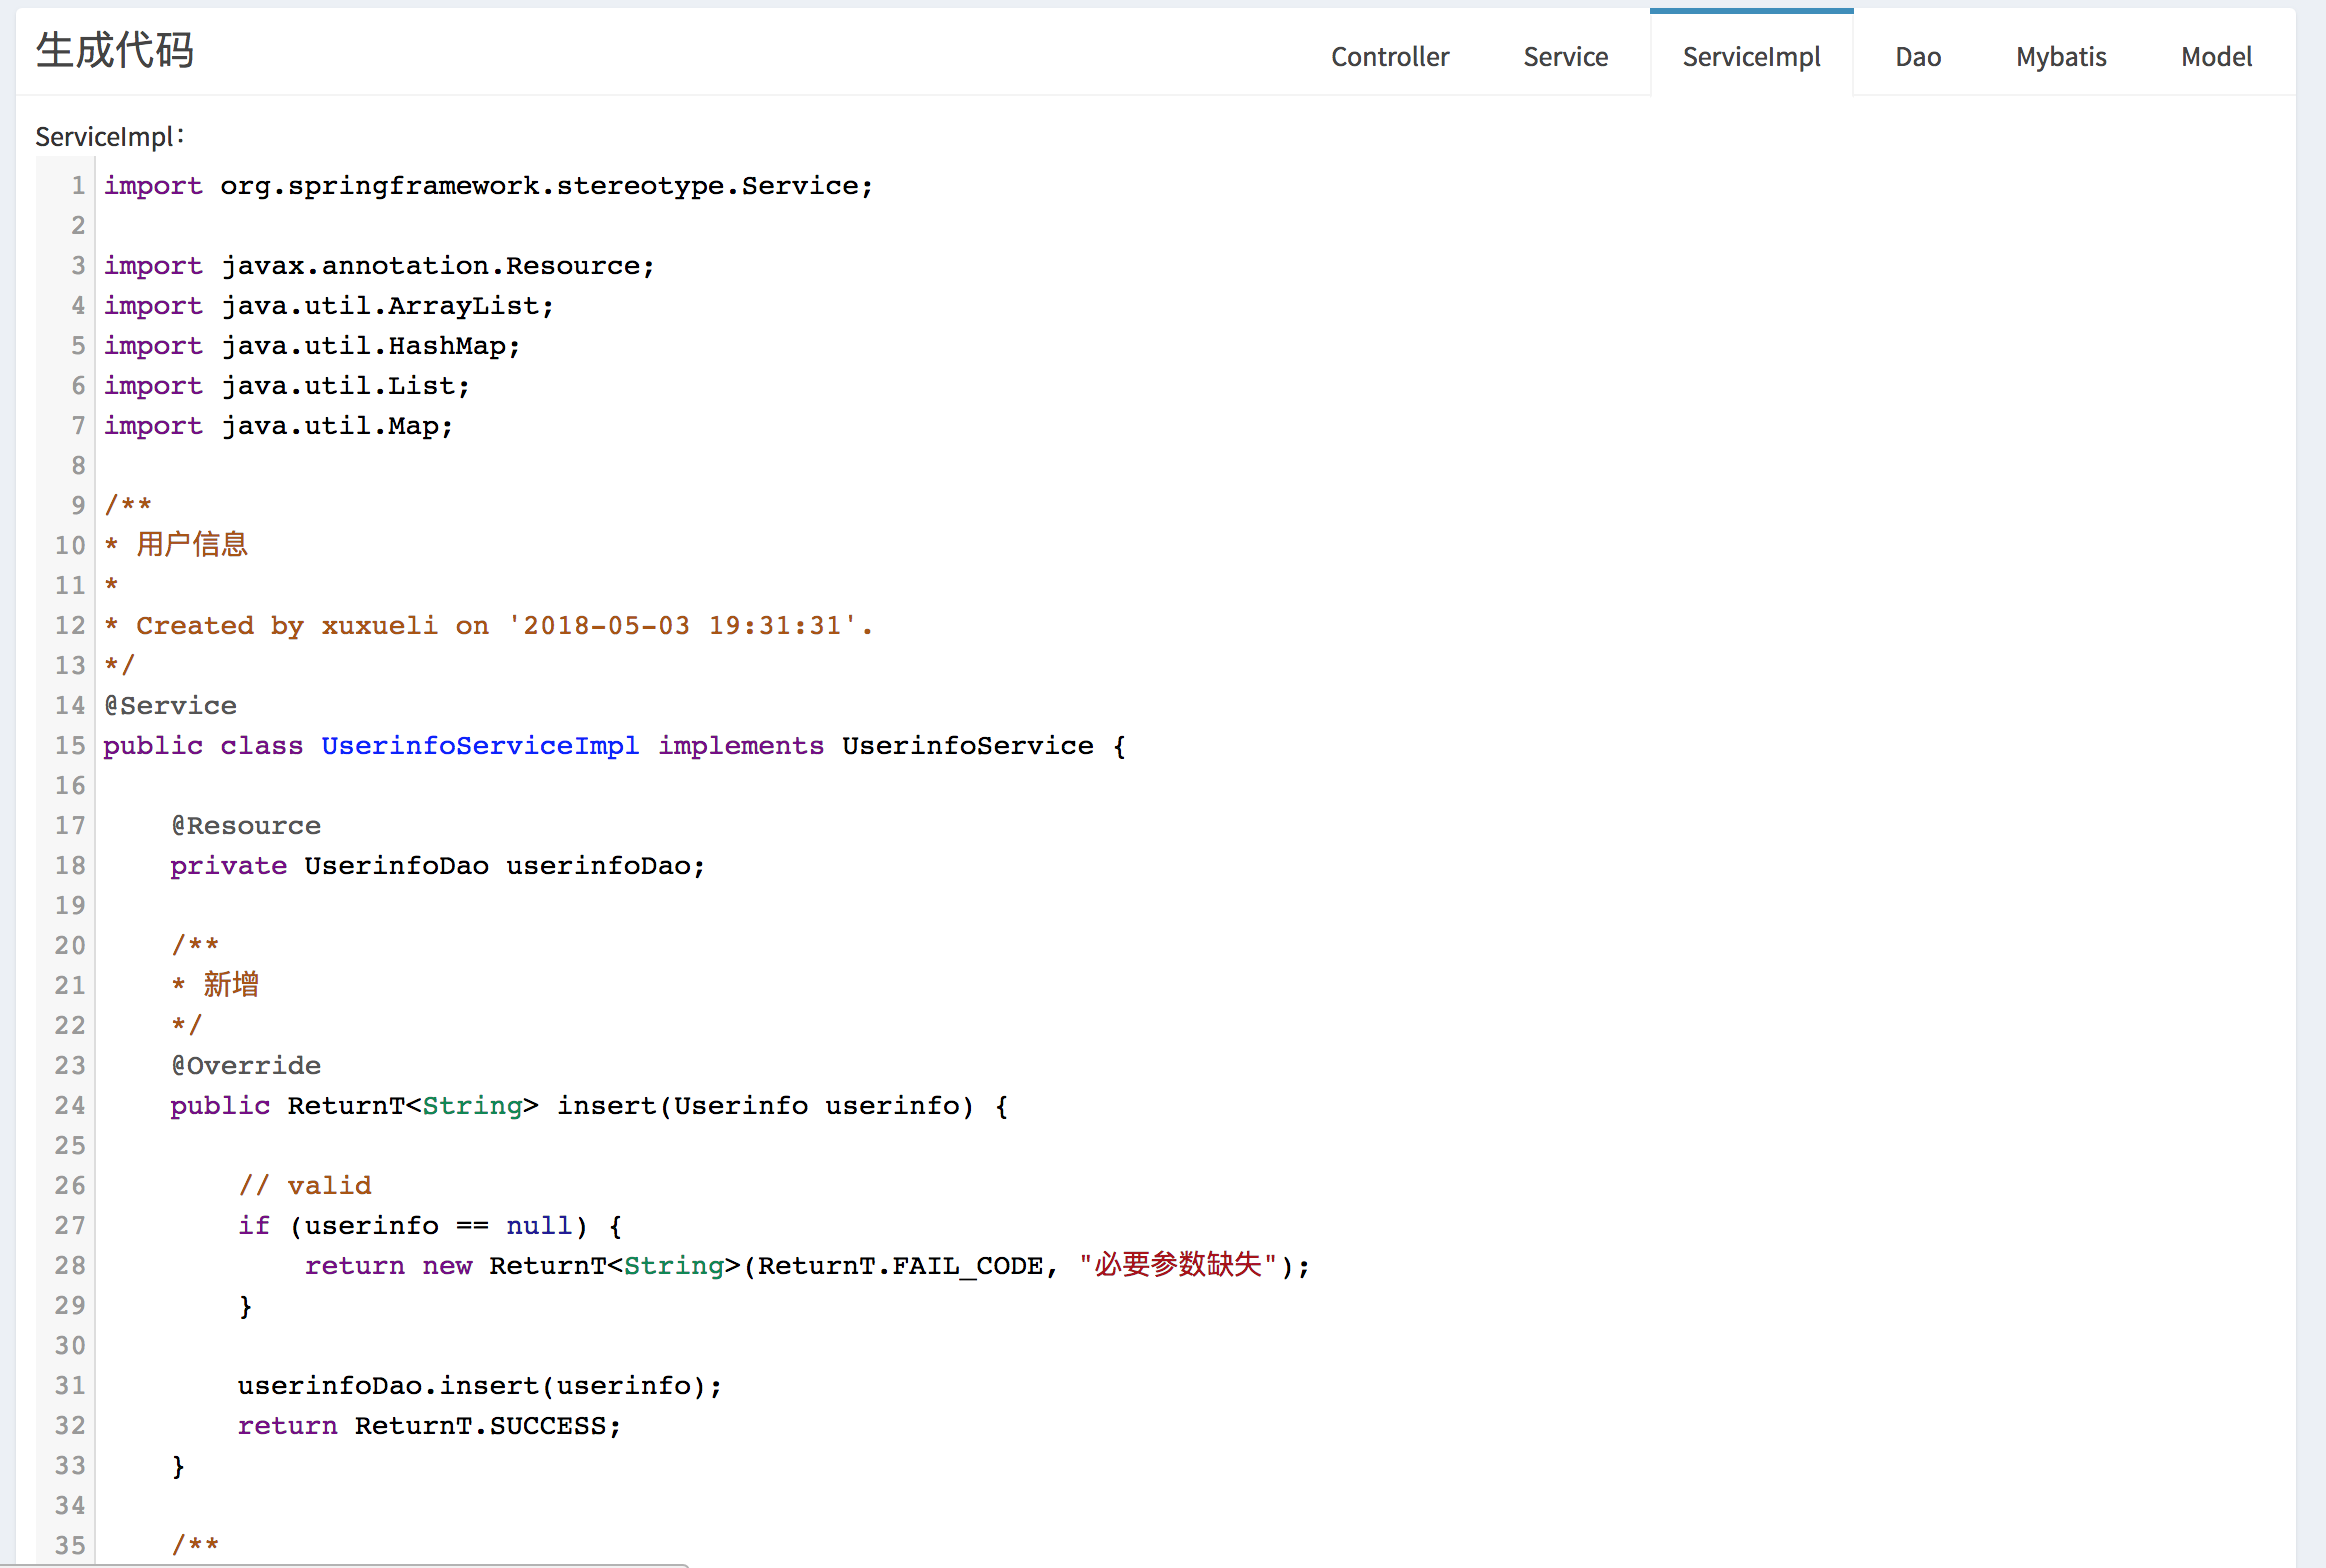 生成代码
Controller Service ServiceImpl Dao Mybatis Model
ServiceImpl：
1 import org.springframework.stereotype.Service;
2
3 import javax.annotation.Resource;
4 import java.util.ArrayList;
5 import java.util.HashMap;
6 import java.util.List;
7 import java.util.Map;
8
9 /**
10 * 用户信息
11 *
12 * Created by xuxueli on '2018-05-03 19:31:31'.
13 */
14 @Service
15 public class UserinfoServiceImpl implements UserinfoService {
16
17     @Resource
18     private UserinfoDao userinfoDao;
19
20     /**
21     * 新增
22     */
23     @Override
24     public ReturnT<String> insert(Userinfo userinfo) {
25
26         // valid
27         if (userinfo == null) {
28             return new ReturnT<String>(ReturnT.FAIL_CODE, "必要参数缺失");
29         }
30
31         userinfoDao.insert(userinfo);
32         return ReturnT.SUCCESS;
33     }
34
35     /**